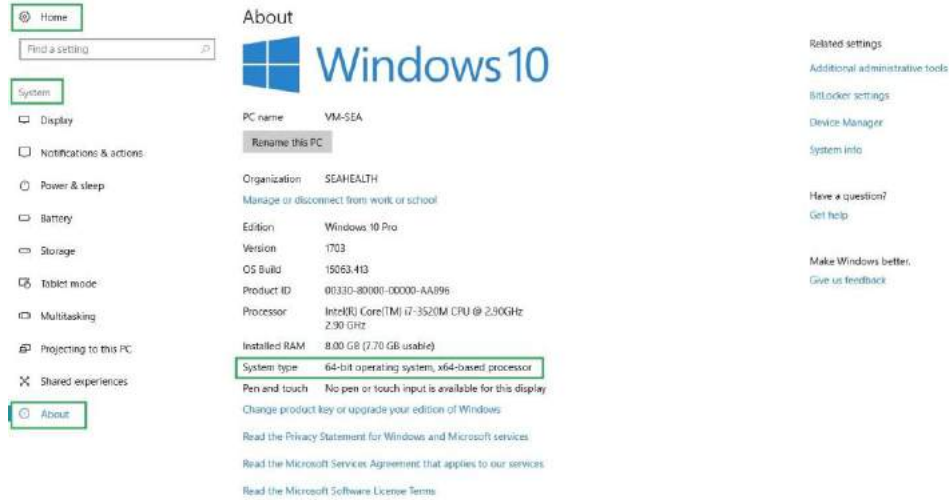 Home
Find a setting
System
Display
Notifications & actions
Power & sleep
Battery
Storage
Tablet mode
Multitasking
Projecting to this PC
Shared experiences
About
About
Windows 10
PC name VM-SEA
Rename this PC
Organization SEAHEALTH
Manage or disconnect from work or school
Edition Windows 10 Pro
Version 1703
OS Build 15063.413
Product ID 00330-80000-00000-AA896
Processor Intel(R) Core(TM) i7-3520M CPU @ 2.90GHz
2.90 GHz
Installed RAM 8.00 GB (7.70 GB usable)
System type 64-bit operating system, x64-based processor
Pen and touch No pen or touch input is available for this display
Change product key or upgrade your edition of Windows
Read the Privacy Statement for Windows and Microsoft services
Read the Microsoft Services Agreement that applies to our services
Read the Microsoft Software License Terms
Related settings
Additional administrative tools
BitLocker settings
Device Manager
System info
Have a question?
Get help
Make Windows better.
Give us feedback